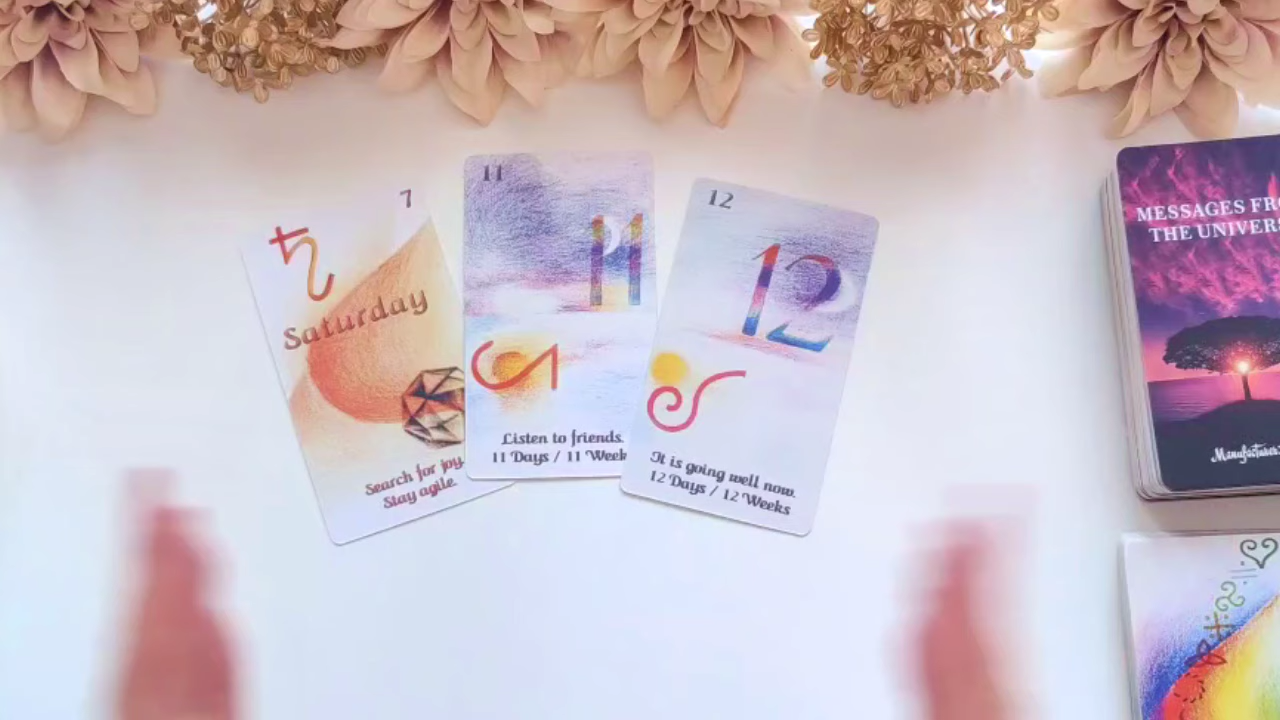 7
Saturday
Search for joy.
Stay agile.
11
11
Listen to friends.
11 Days / 11 Week
12
12
It is going well now.
12 Days / 12 Weeks
MESSAGES FRO
THE UNIVERS
Manufacturer